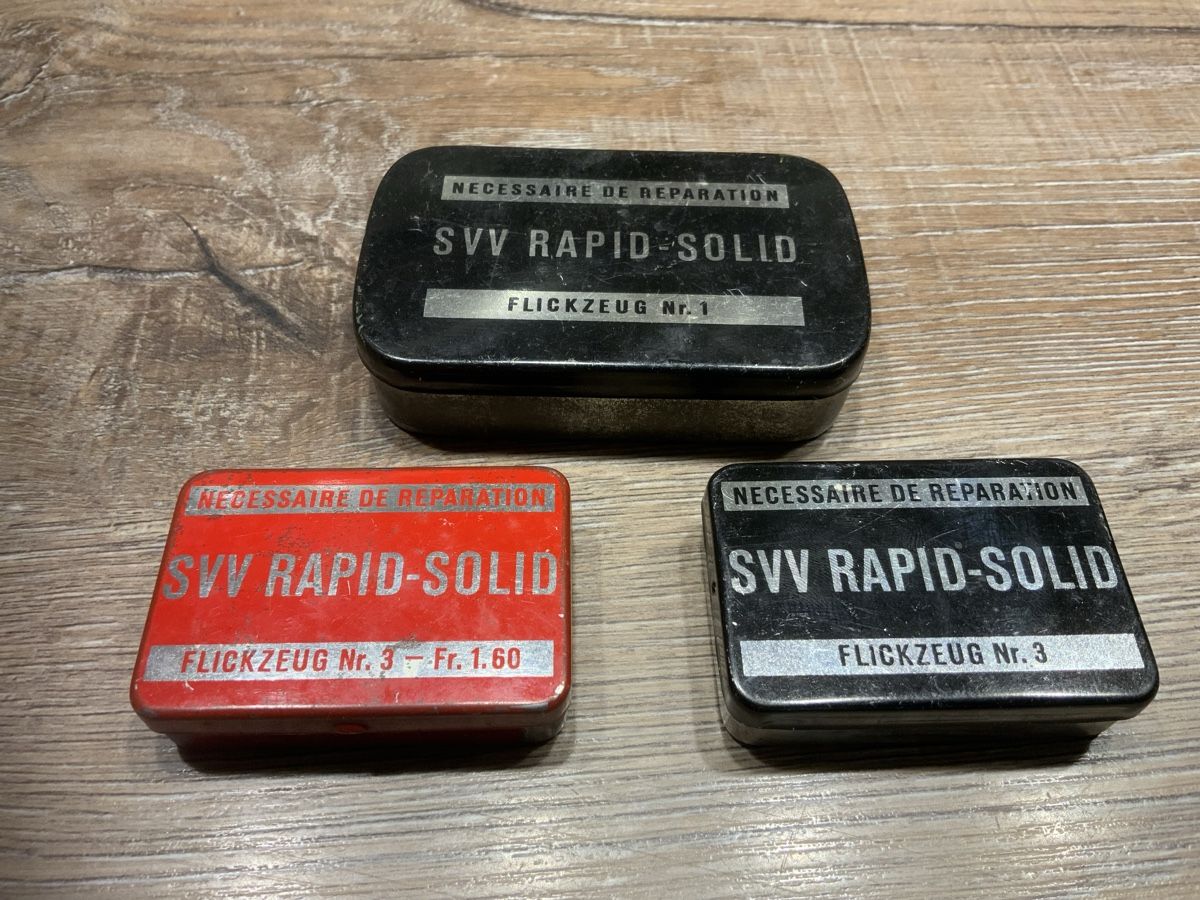 NECESSAIRE DE REPARATION
SVV RAPID-SOLID
FLICKZEUG Nr. 1
NECESSAIRE DE REPARATION
SVV RAPID-SOLID
FLICKZEUG Nr. 3 — Fr. 1.60
NECESSAIRE DE REPARATION
SVV RAPID-SOLID
FLICKZEUG Nr. 3